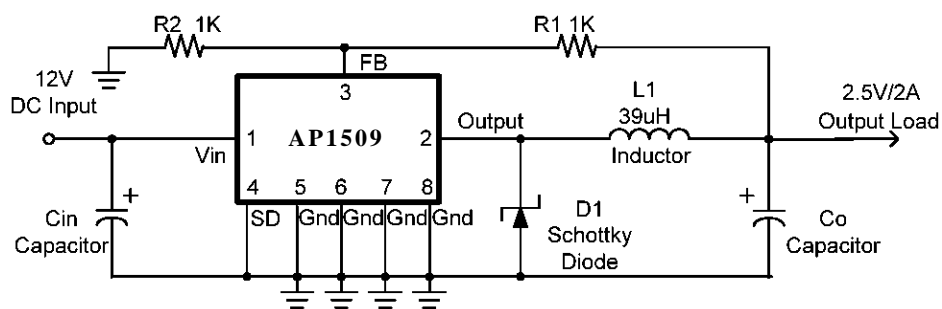 R2 1K
R1 1K
FB
12V
DC Input
3
L1
39uH
Inductor
2.5V/2A
Output Load
Output
Vin
1
AP1509
2
4
5
6
7
8
SD
Gnd
Gnd
Gnd
Gnd
+
Cin
Capacitor
D1
Schottky
Diode
+
Co
Capacitor